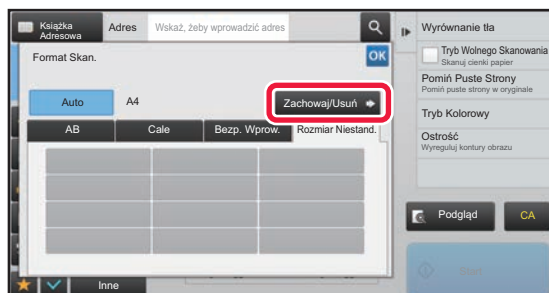 Książka
Adresowa
Adres
Wskaż, żeby wprowadzić adres
Format Skan.
OK
Auto
A4
Zachowaj/Usuń
AB
Cale
Bezp. Wprow.
Rozmiar Niestand.
Inne
Wyrównanie tła
Tryb Wolnego Skanowania
Skanuj cienki papier
Pomiń Puste Strony
Pomiń puste strony w oryginale
Tryb Kolorowy
Ostrość
Wyreguluj kontury obrazu
Podgląd
CA
Start